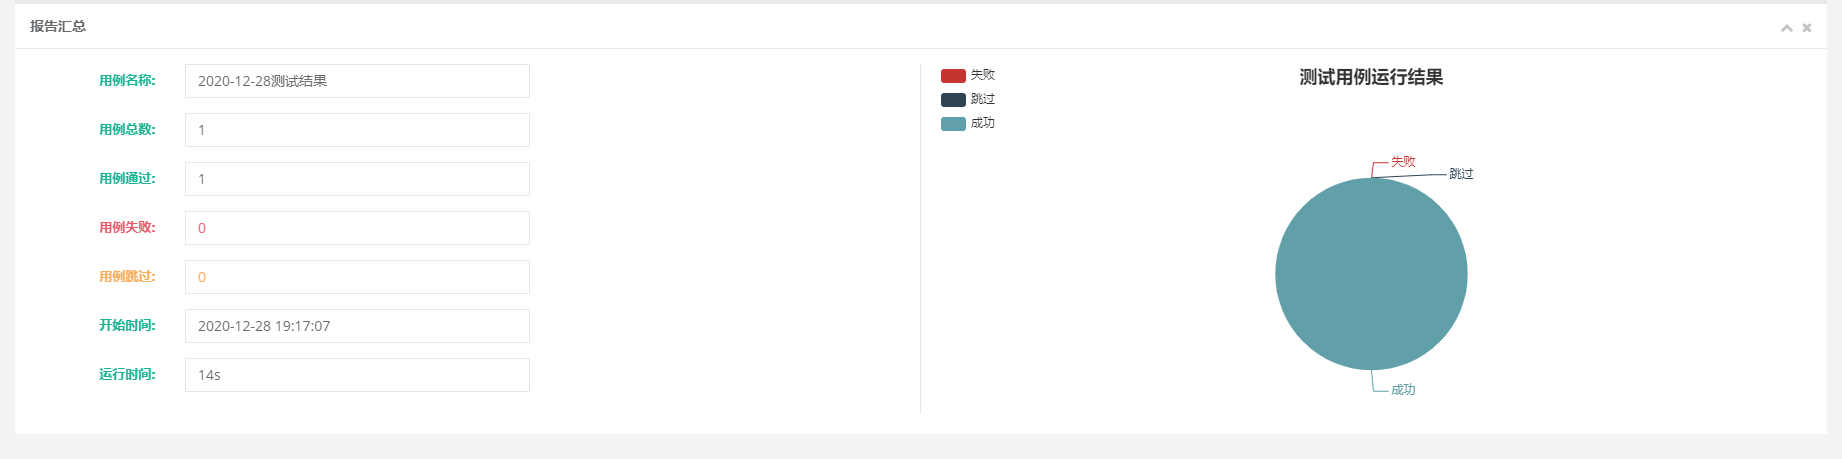 报告汇总
用例名称: 2020-12-28测试结果
用例总数: 1
用例通过: 1
用例失败: 0
用例跳过: 0
开始时间: 2020-12-28 19:17:07
运行时间: 14s
失败
跳过
成功
测试用例运行结果
失败
跳过
成功